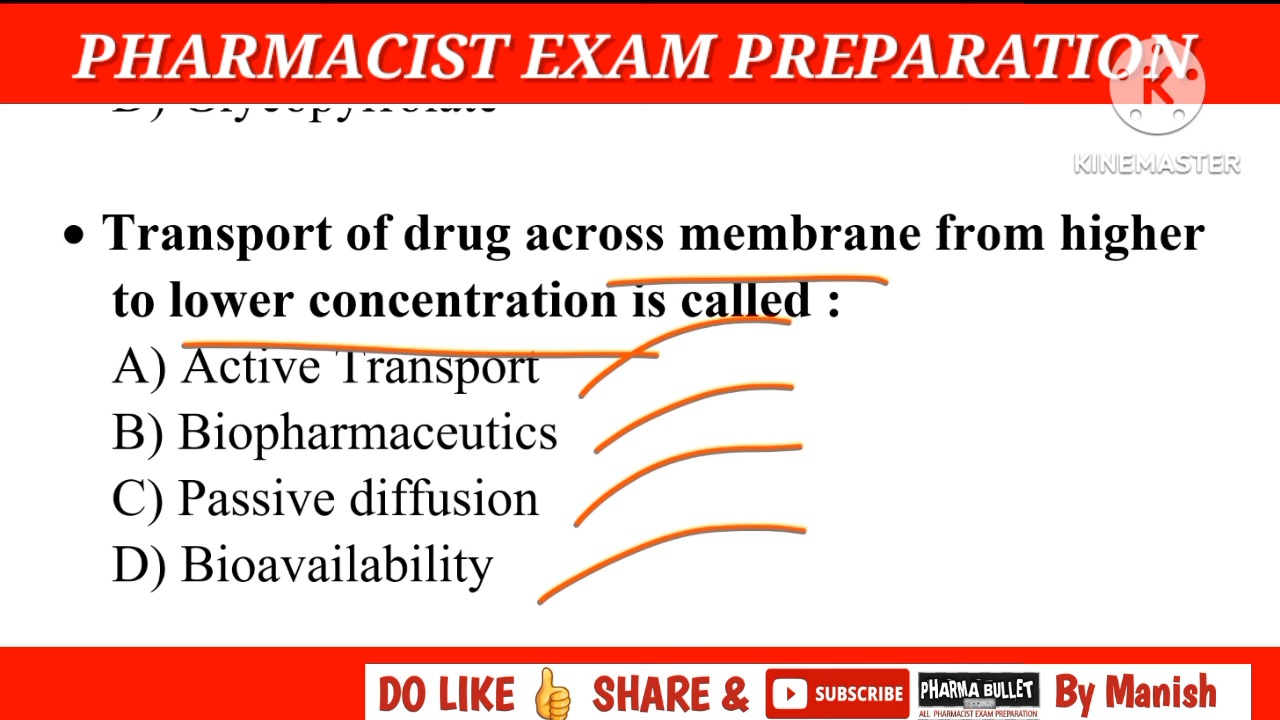 PHARMACIST EXAM PREPARATION
D) Glycopyrrolate
K
KINEMASTER
• Transport of drug across membrane from higher
to lower concentration is called :
A) Active Transport
B) Biopharmaceutics
C) Passive diffusion
D) Bioavailability
DO LIKE SHARE & SUBSCRIBE PHARMA BULLET By Manish
ALL PHARMACIST EXAM PREPARATION